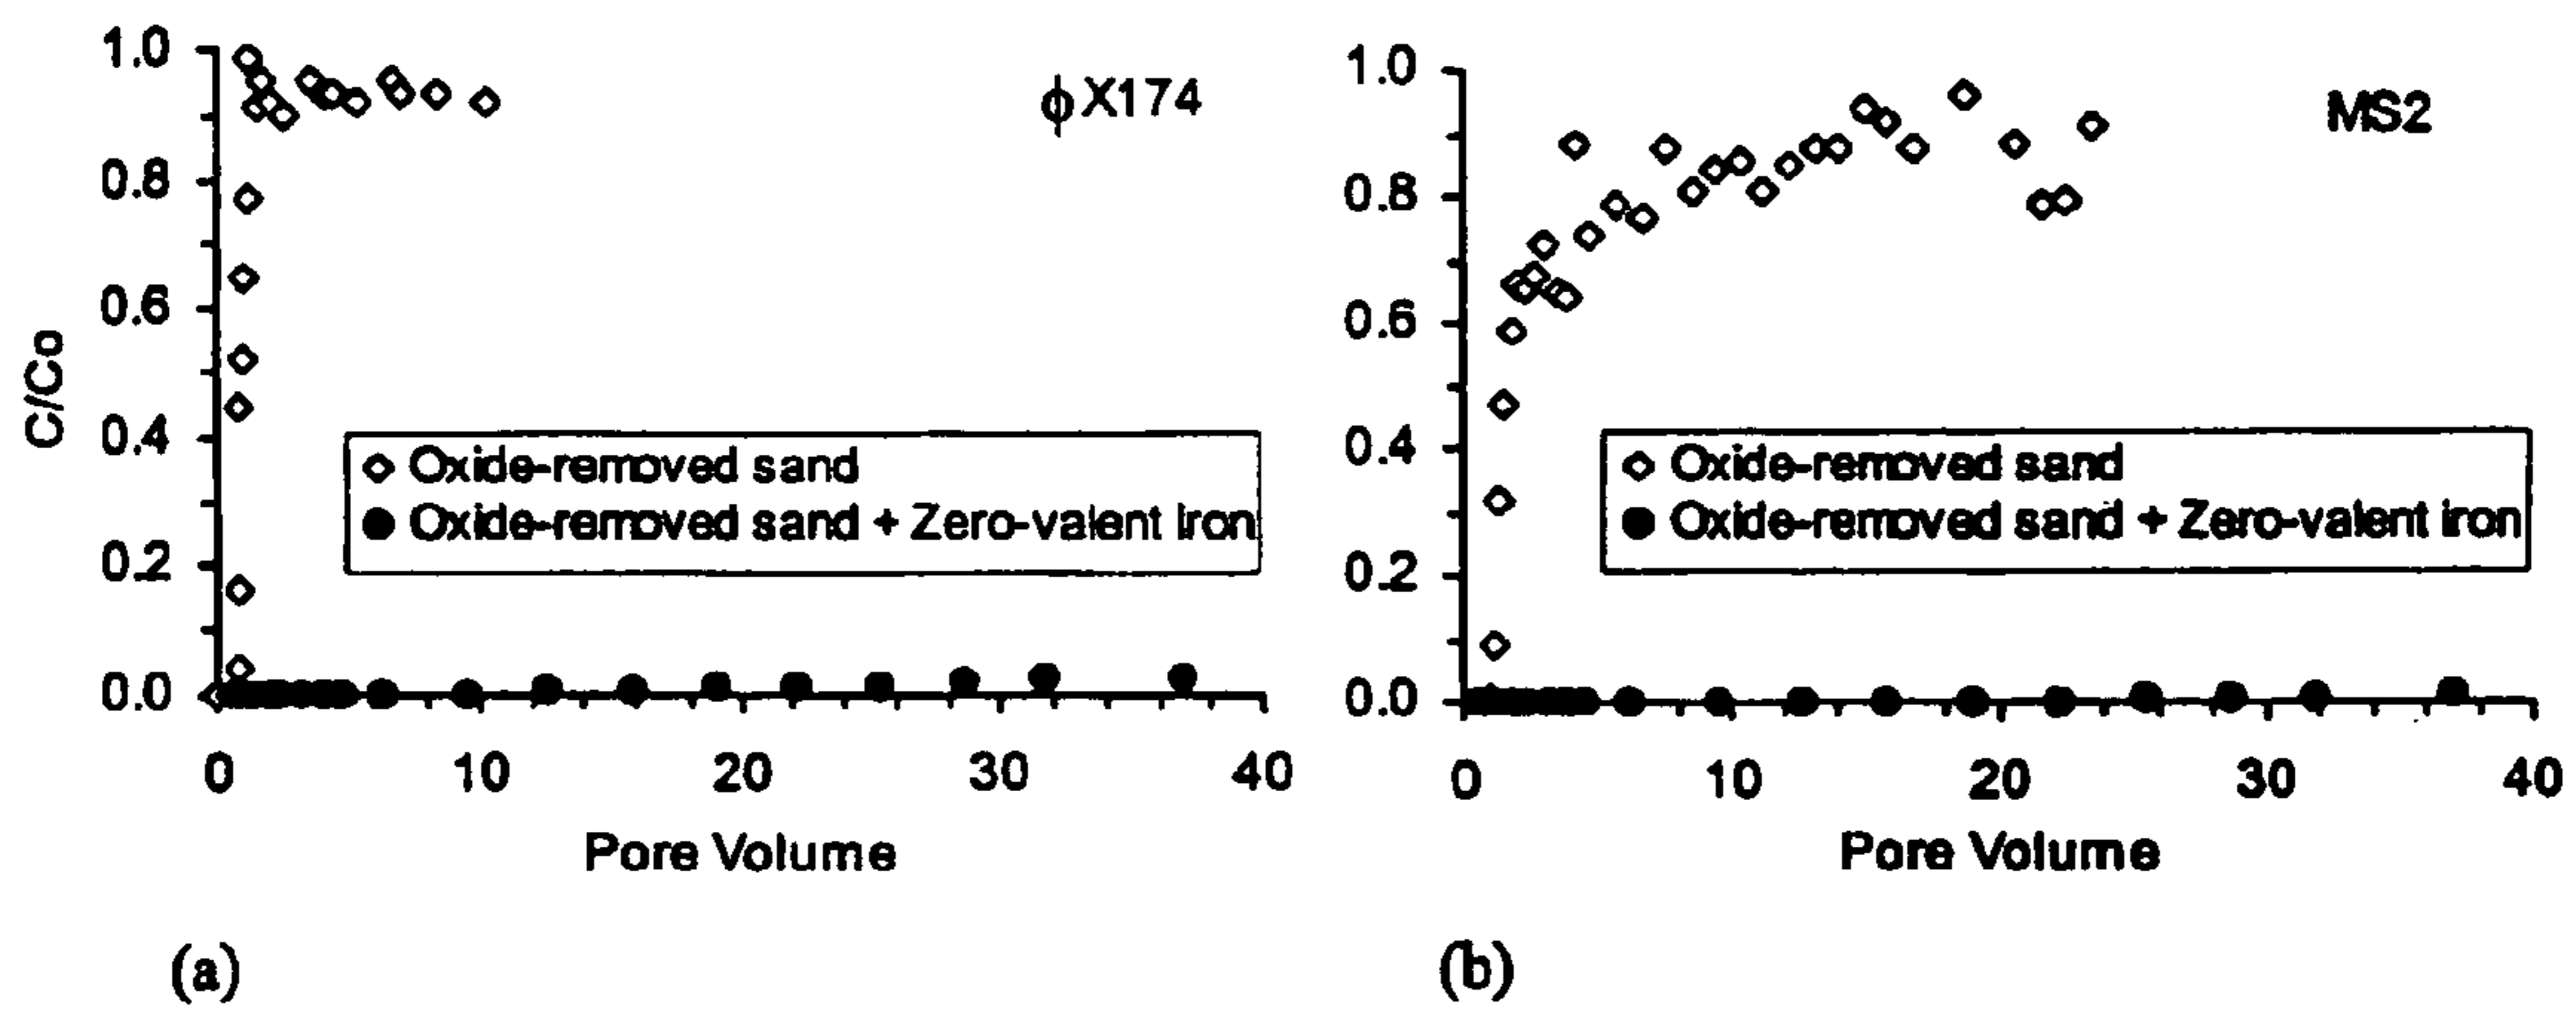 1.0
0.8
0.6
0.4
0.2
0.0
C/Co
ϕX174
◇ Oxide-removed sand
● Oxide-removed sand + Zero-valent Iron
0 10 20 30 40
Pore Volume
(a)
1.0
0.8
0.6
0.4
0.2
0.0
MS2
◇ Oxide-removed sand
● Oxide-removed sand + Zero-valent iron
0 10 20 30 40
Pore Volume
(b)